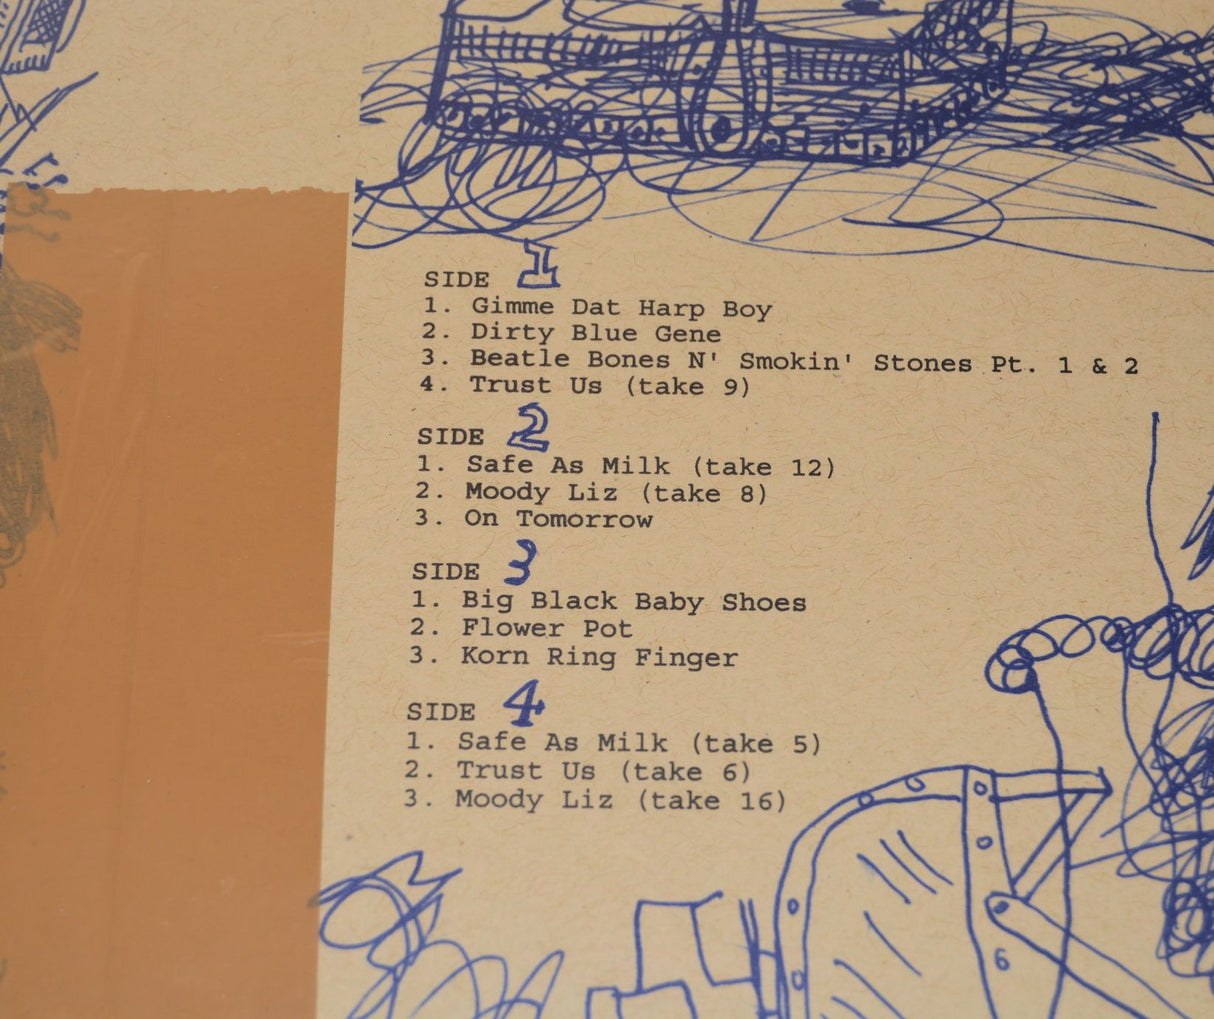 SIDE 1
1. Gimme Dat Harp Boy
2. Dirty Blue Gene
3. Beatle Bones N' Smokin' Stones Pt. 1 & 2
4. Trust Us (take 9)
SIDE 2
1. Safe As Milk (take 12)
2. Moody Liz (take 8)
3. On Tomorrow
SIDE 3
1. Big Black Baby Shoes
2. Flower Pot
3. Korn Ring Finger
SIDE 4
1. Safe As Milk (take 5)
2. Trust Us (take 6)
3. Moody Liz (take 16)
6